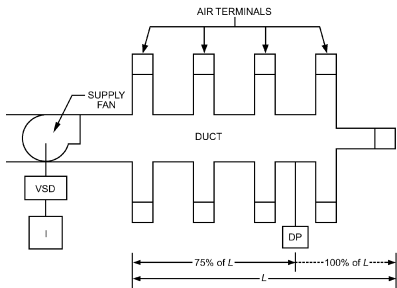 AIR TERMINALS
SUPPLY
FAN
DUCT
VSD
I
DP
75% of L
100% of L
L